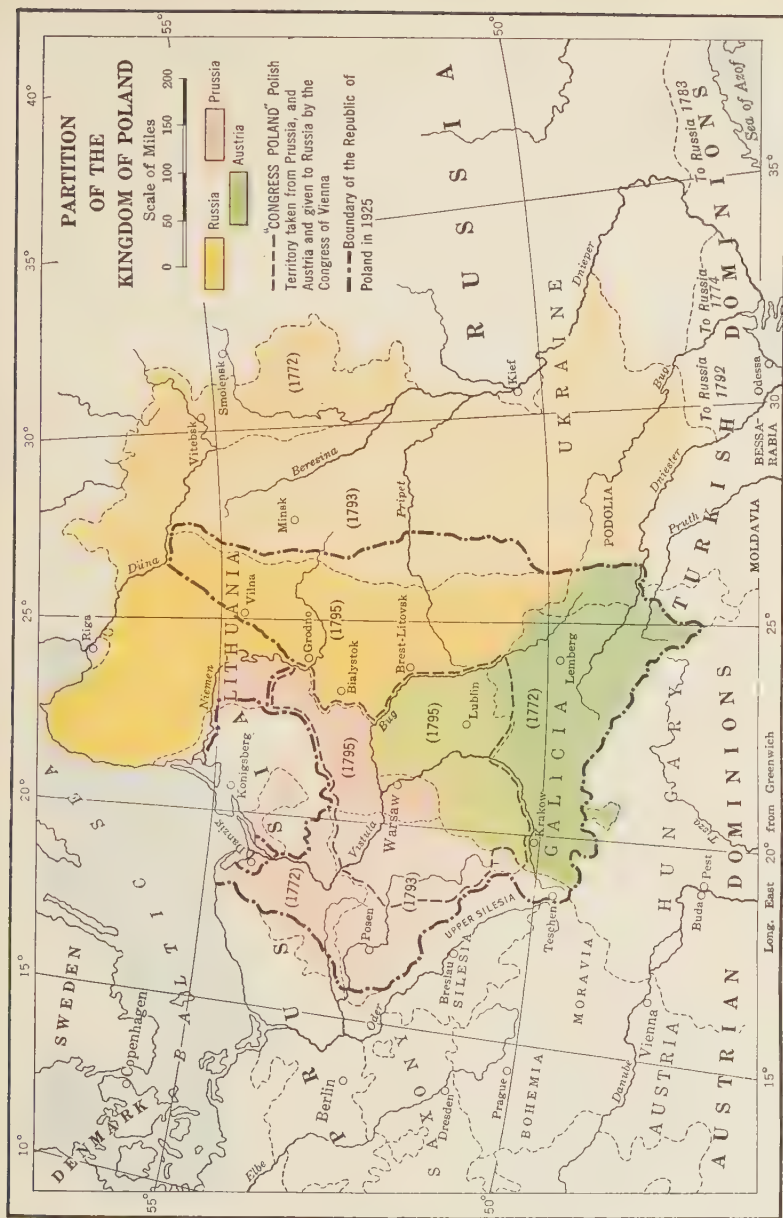 PARTITION
OF THE
KINGDOM OF POLAND
Scale of Miles
0 50 100 150 200
Russia
Prussia
Austria
"CONGRESS POLAND" Polish
Territory taken from Prussia, and
Austria and given to Russia by the
Congress of Vienna
Boundary of the Republic of
Poland in 1925
10°
15°
20°
25°
30°
35°
40°
55°
55°
50°
50°
15°
Long. East 20° from Greenwich
25°
30
35°
SWEDEN
DENMARK
Copenhagen
BALTIC SEA
Riga
Düna
Vitebsk
Smolensk
(1772)
Niemen
LITHUANIA
Vilna
Konigsberg
Danzig
PRUSSIA
(1772)
Grodno
(1795)
Minsk
(1793)
Beresina
RUSSIA
Berlin
Elbe
Posen
(1793)
Vistula
Warsaw
(1795)
Bialystok
Brest-Litovsk
Bug
Pripet
Oder
SAXONY
Dresden
Breslau
SILESIA
UPPER SILESIA
(1795)
Lublin
Kief
Dnieper
UKRAINE
Prague
BOHEMIA
MORAVIA
Teschen
Krakow
GALICIA
(1772)
Lemberg
PODOLIA
Bug
Dniester
Pruth
To Russia
1792
To Russia
1774
To Russia 1783
Sea of Azof
Danube
Vienna
AUSTRIA
HUNGARY
Buda
Pest
MOLDAVIA
BESSA-
RABIA
Odessa
AUSTRIAN DOMINIONS
TURKISH DOMINIONS